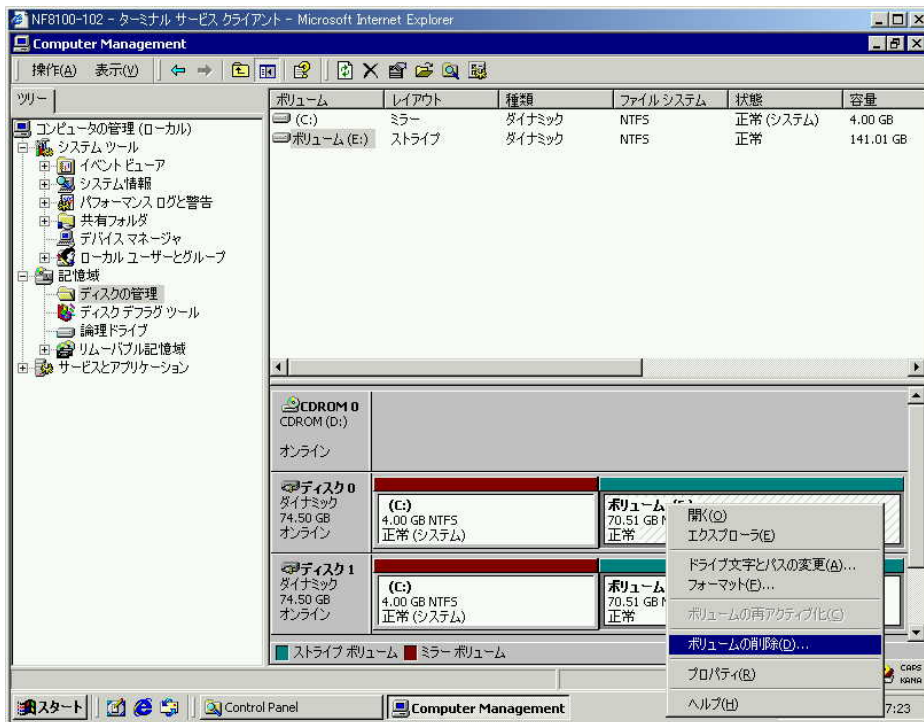 NF8100-102 - ターミナル サービス クライアント - Microsoft Internet Explorer
Computer Management
操作(A) 表示(V)
ツリー
コンピュータの管理 (ローカル)
システム ツール
イベント ビューア
システム情報
パフォーマンス ログと警告
共有フォルダ
デバイス マネージャ
ローカル ユーザーとグループ
記憶域
ディスクの管理
ディスク デフラグ ツール
論理ドライブ
リムーバブル記憶域
サービスとアプリケーション
ボリューム レイアウト 種類 ファイル システム 状態 容量
(C:) ミラー ダイナミック NTFS 正常 (システム) 4.00 GB
ボリューム (E:) ストライプ ダイナミック NTFS 正常 141.01 GB
CDROM 0
CDROM (D:)
オンライン
ディスク 0
ダイナミック
74.50 GB
オンライン
(C:)
4.00 GB NTFS
正常 (システム)
ボリューム
70.51 GB
正常
ディスク 1
ダイナミック
74.50 GB
オンライン
(C:)
4.00 GB NTFS
正常 (システム)
ボリューム
70.51 GB
正常
ストライプ ボリューム ミラー ボリューム
開く(O)
エクスプローラ(E)
ドライブ文字とパスの変更(A)...
フォーマット(F)...
ボリュームの再アクティブ化(C)
ボリュームの削除(D)...
プロパティ(R)
ヘルプ(H)
スタート
Control Panel
Computer Management
CAPS
KANA
7:23